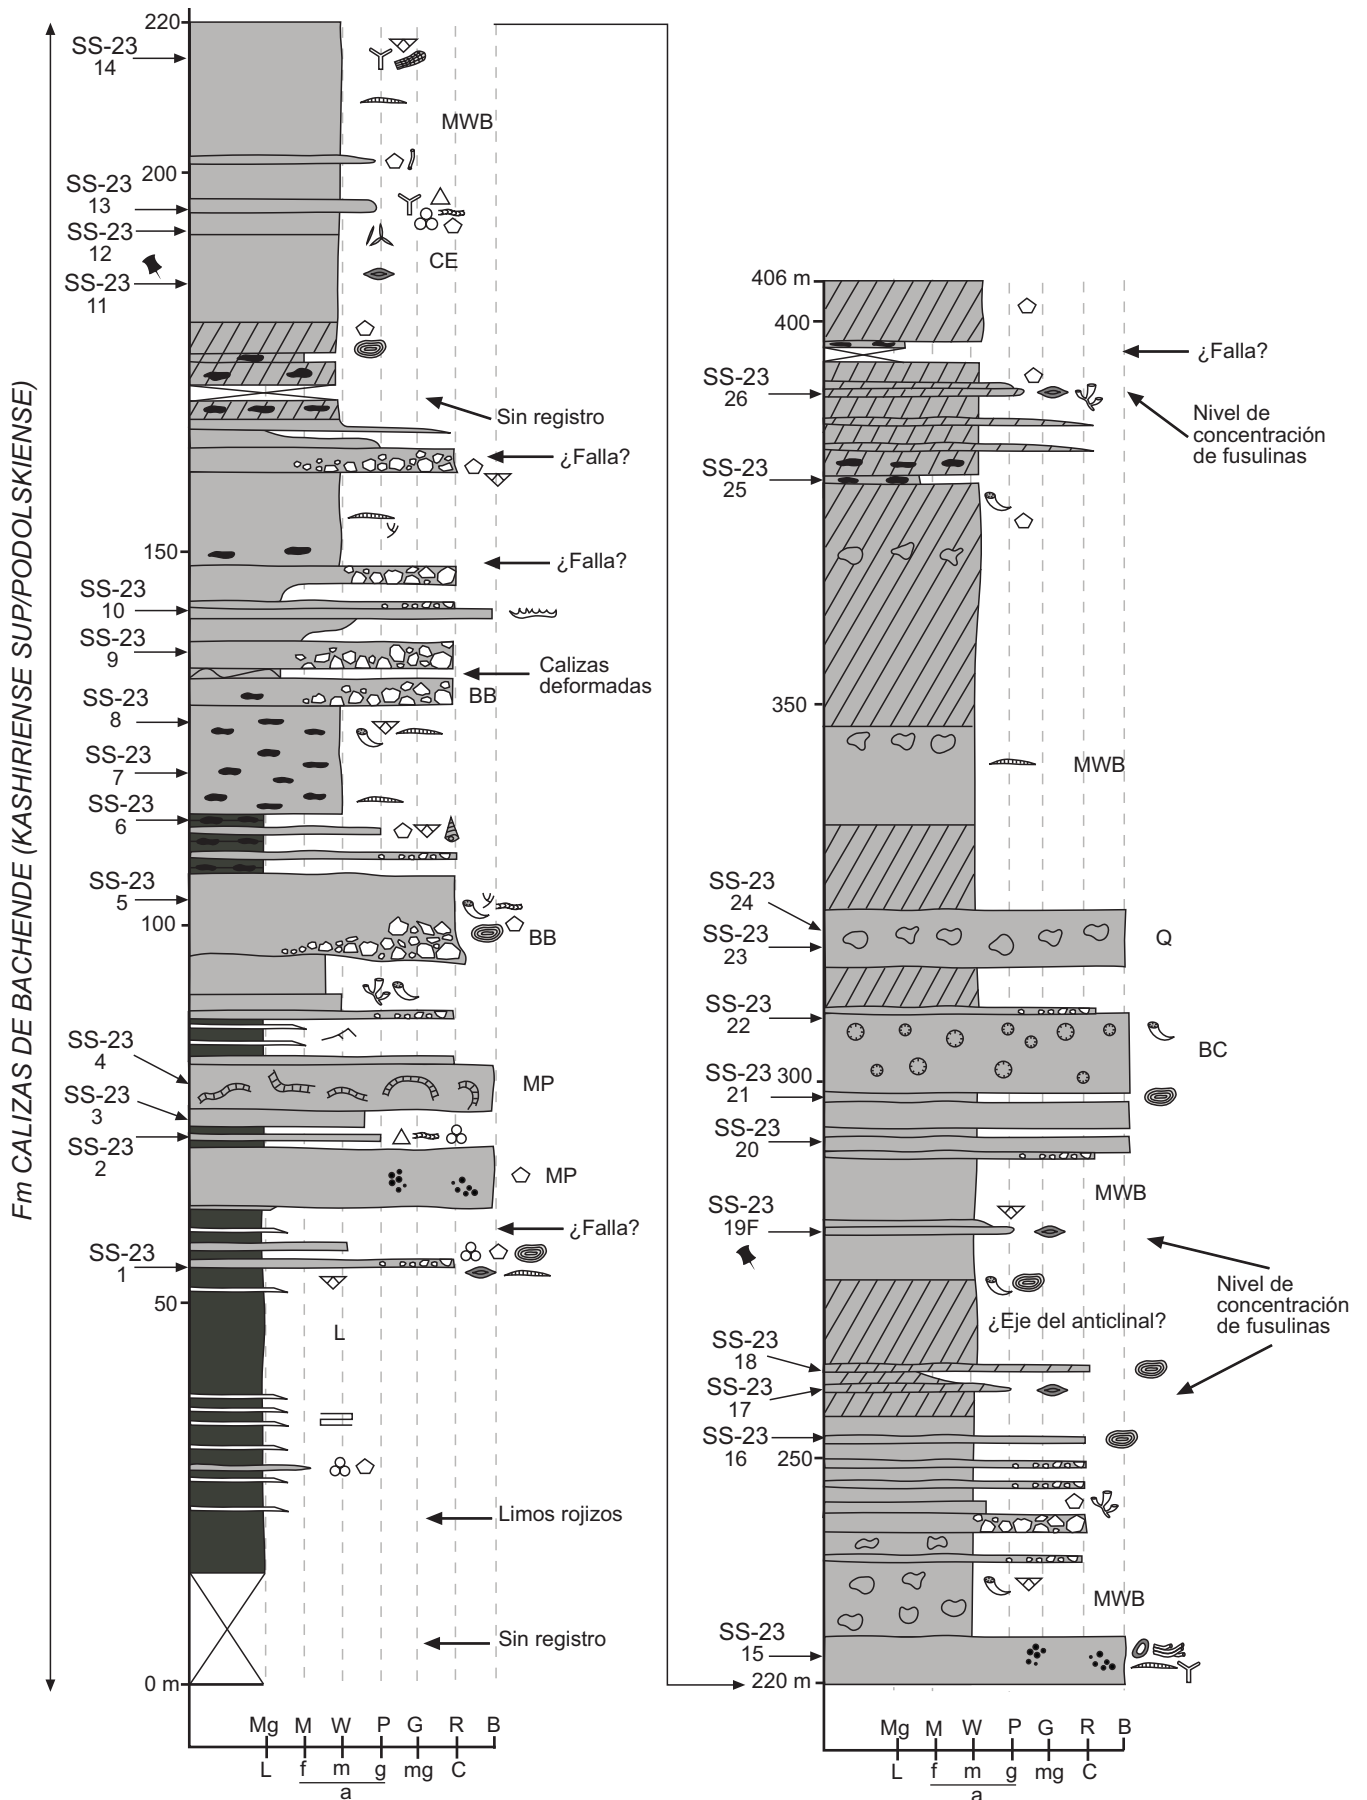 Fm CALIZAS DE BACHENDE (KASHIRIENSE SUP/PODOLSKIENSE)
220
SS-23
14
MWB
200
SS-23
13
SS-23
12
CE
SS-23
11
Sin registro
¿Falla?
150
¿Falla?
SS-23
10
SS-23
9
Calizas
deformadas
BB
SS-23
8
SS-23
7
SS-23
6
SS-23
5
100
BB
SS-23
4
MP
SS-23
3
SS-23
2
MP
¿Falla?
SS-23
1
50
L
Limos rojizos
Sin registro
0 m
Mg M W P G R B
L f m g mg C
a
406 m
400
¿Falla?
SS-23
26
Nivel de
concentración
de fusulinas
SS-23
25
350
MWB
SS-23
24
SS-23
23
Q
SS-23
22
BC
SS-23
21
300
SS-23
20
MWB
SS-23
19F
Nivel de
concentración
de fusulinas
¿Eje del anticlinal?
SS-23
18
SS-23
17
SS-23
16
250
MWB
SS-23
15
220 m
Mg M W P G R B
L f m g mg C
a